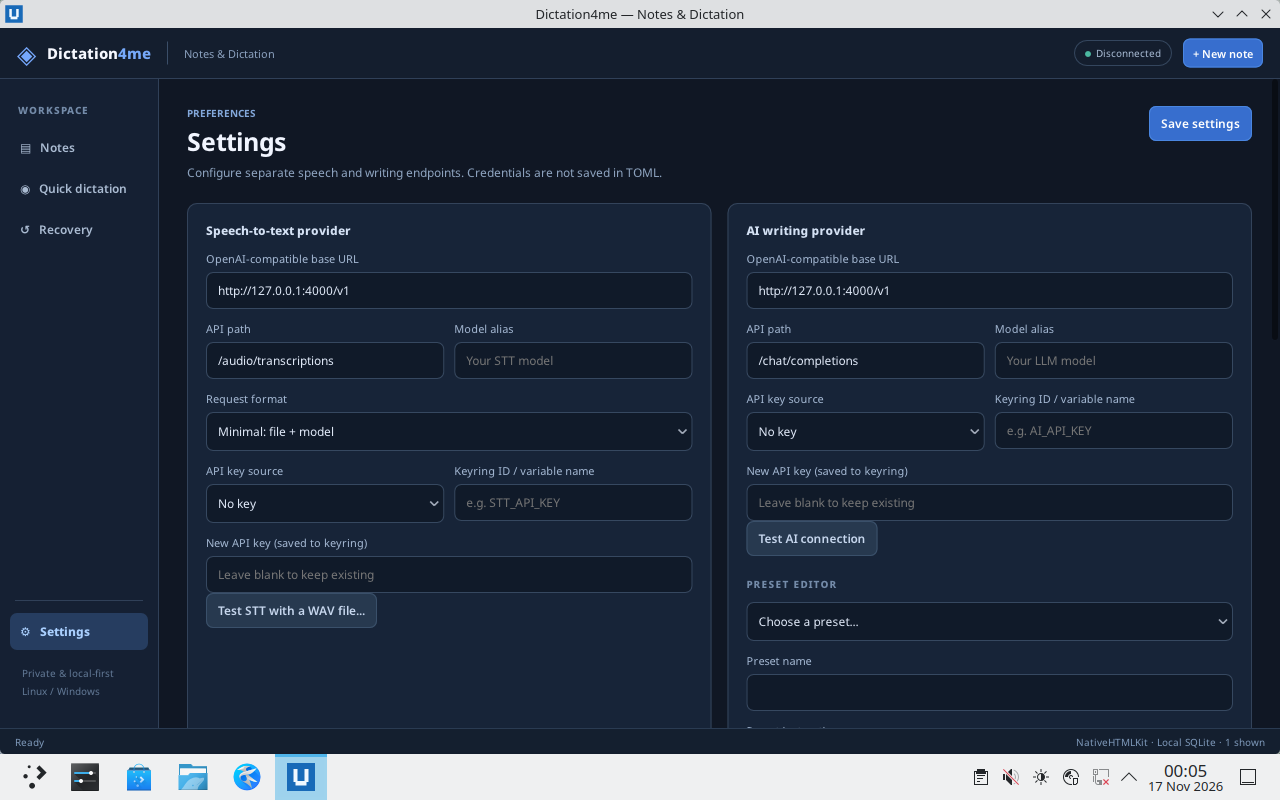 Dictation4me — Notes & Dictation
Dictation4me
Notes & Dictation
Disconnected
+ New note
WORKSPACE
Notes
Quick dictation
Recovery
Settings
Private & local-first
Linux / Windows
PREFERENCES
Settings
Configure separate speech and writing endpoints. Credentials are not saved in TOML.
Save settings
Speech-to-text provider
OpenAI-compatible base URL
http://127.0.0.1:4000/v1
API path
Model alias
/audio/transcriptions
Your STT model
Request format
Minimal: file + model
API key source
Keyring ID / variable name
No key
e.g. STT_API_KEY
New API key (saved to keyring)
Leave blank to keep existing
Test STT with a WAV file...
AI writing provider
OpenAI-compatible base URL
http://127.0.0.1:4000/v1
API path
Model alias
/chat/completions
Your LLM model
API key source
Keyring ID / variable name
No key
e.g. AI_API_KEY
New API key (saved to keyring)
Leave blank to keep existing
Test AI connection
PRESET EDITOR
Choose a preset...
Preset name
Ready
NativeHTMLKit · Local SQLite · 1 shown
00:05
17 Nov 2026